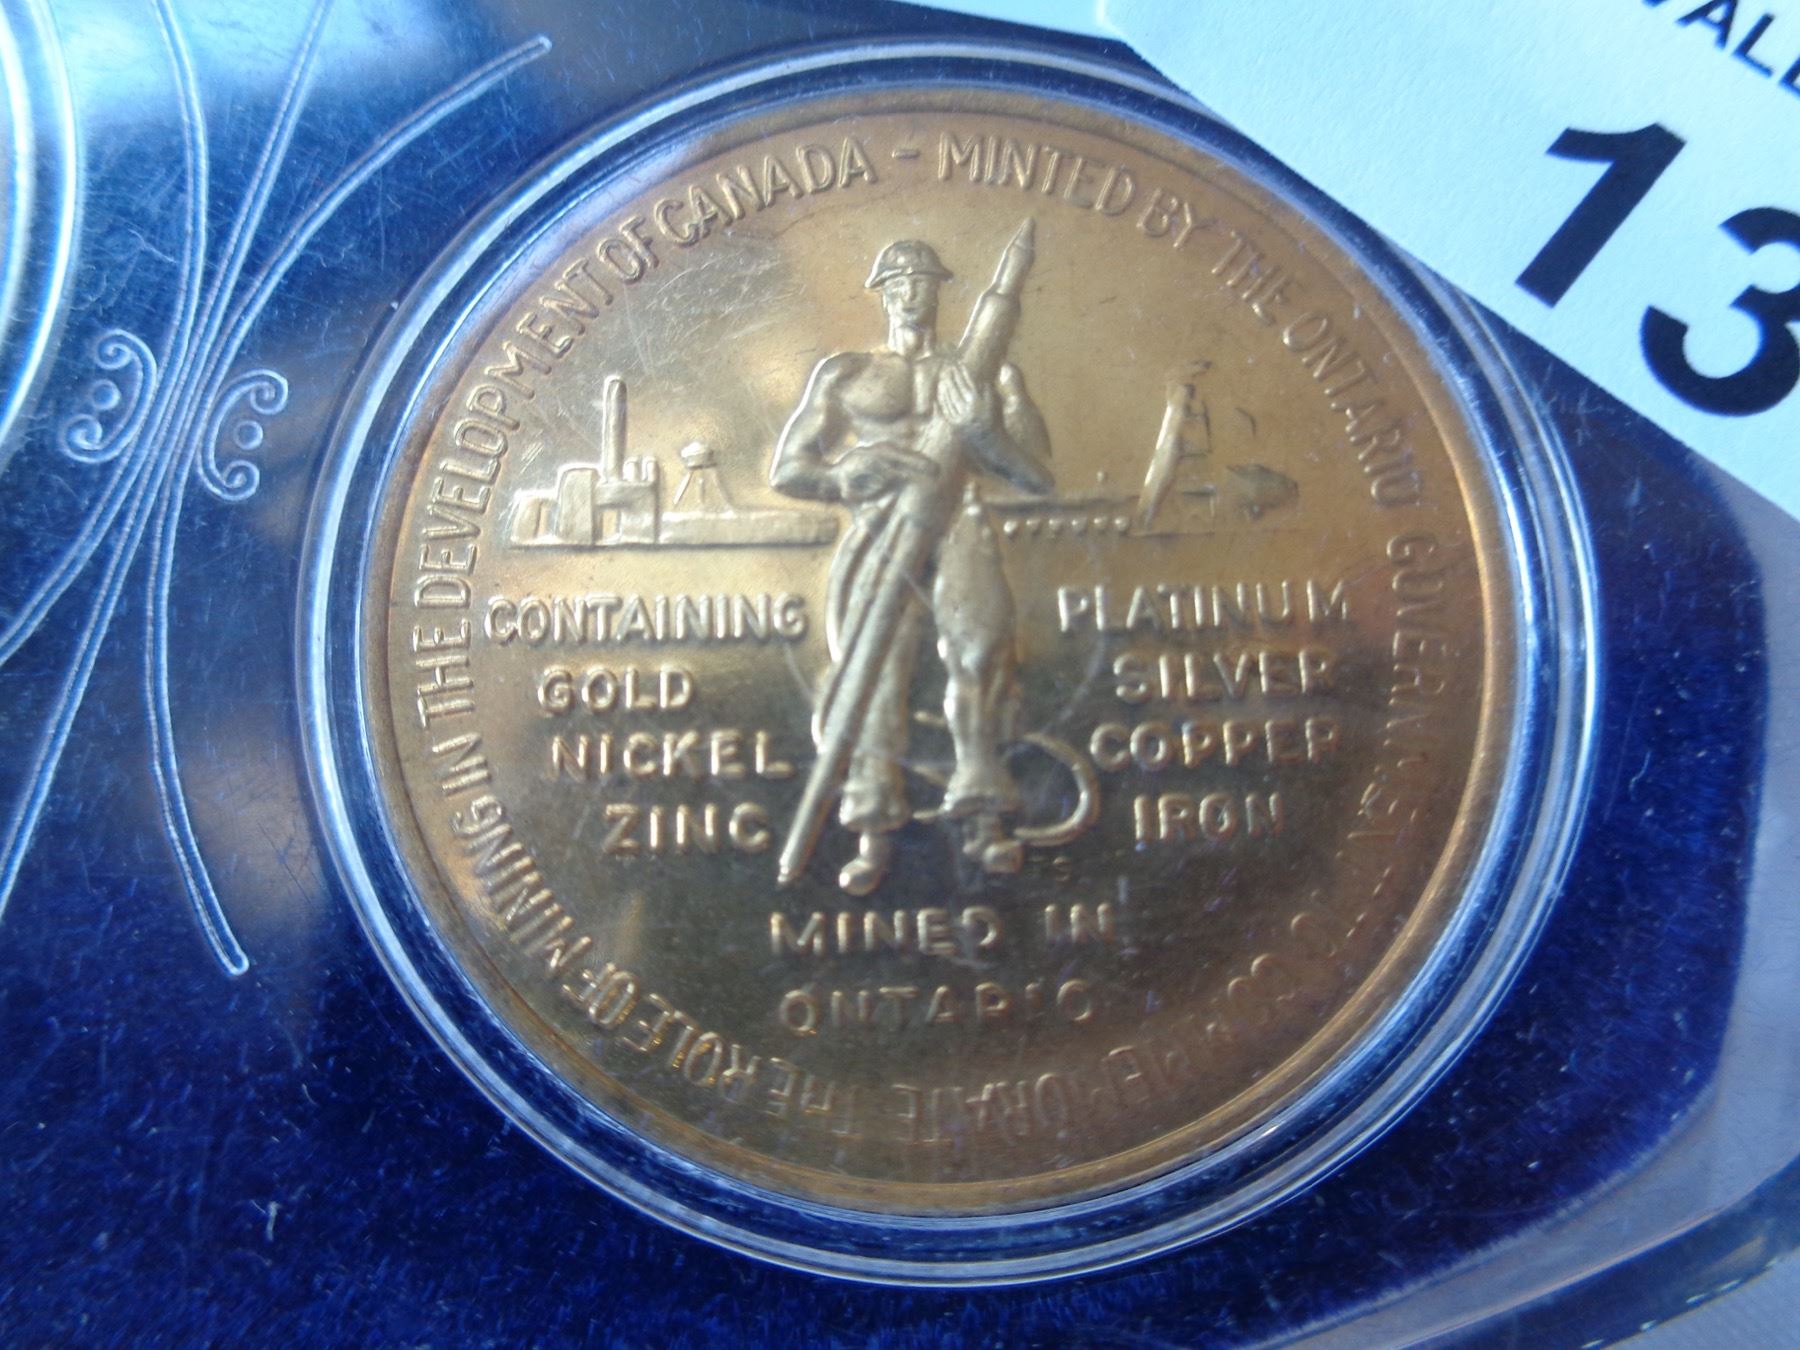 MINTED BY THE ONTARIO GOVERNMENT - TO COMMEMORATE THE ROLE OF MINING IN THE DEVELOPMENT OF CANADA -
CONTAINING PLATINUM
GOLD SILVER
NICKEL COPPER
ZINC IRON
MINED IN
ONTARIO
13